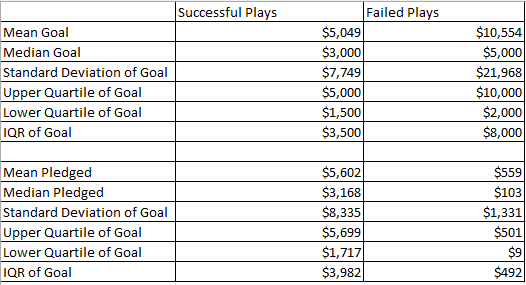 Successful Plays Failed Plays
Mean Goal $5,049 $10,554
Median Goal $3,000 $5,000
Standard Deviation of Goal $7,749 $21,968
Upper Quartile of Goal $5,000 $10,000
Lower Quartile of Goal $1,500 $2,000
IQR of Goal $3,500 $8,000
Mean Pledged $5,602 $559
Median Pledged $3,168 $103
Standard Deviation of Goal $8,335 $1,331
Upper Quartile of Goal $5,699 $501
Lower Quartile of Goal $1,717 $9
IQR of Goal $3,982 $492